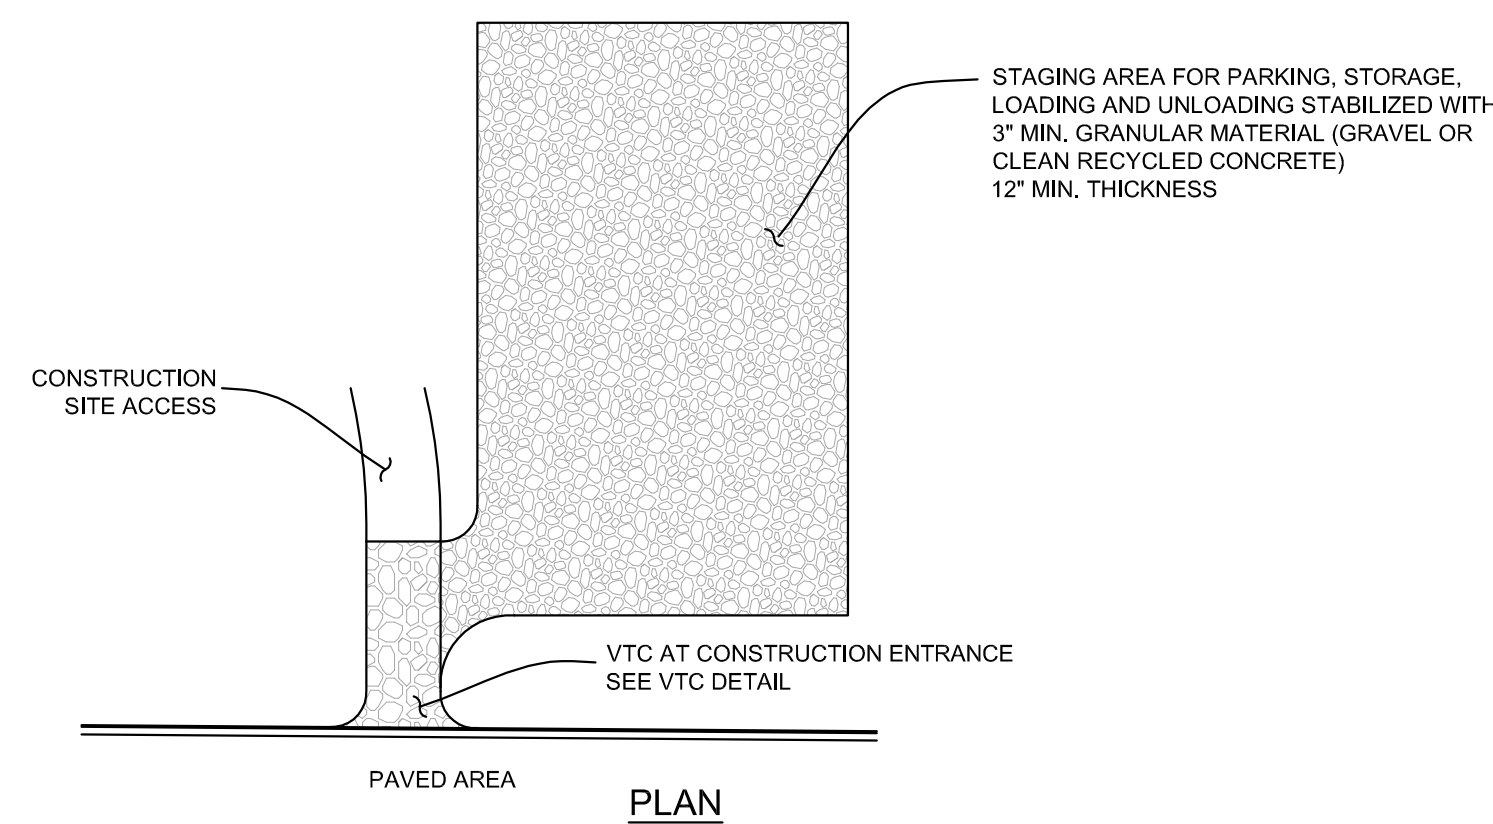 STAGING AREA FOR PARKING, STORAGE,
LOADING AND UNLOADING STABILIZED WITH
3" MIN. GRANULAR MATERIAL (GRAVEL OR
CLEAN RECYCLED CONCRETE)
12" MIN. THICKNESS
CONSTRUCTION
SITE ACCESS
VTC AT CONSTRUCTION ENTRANCE
SEE VTC DETAIL
PAVED AREA
PLAN